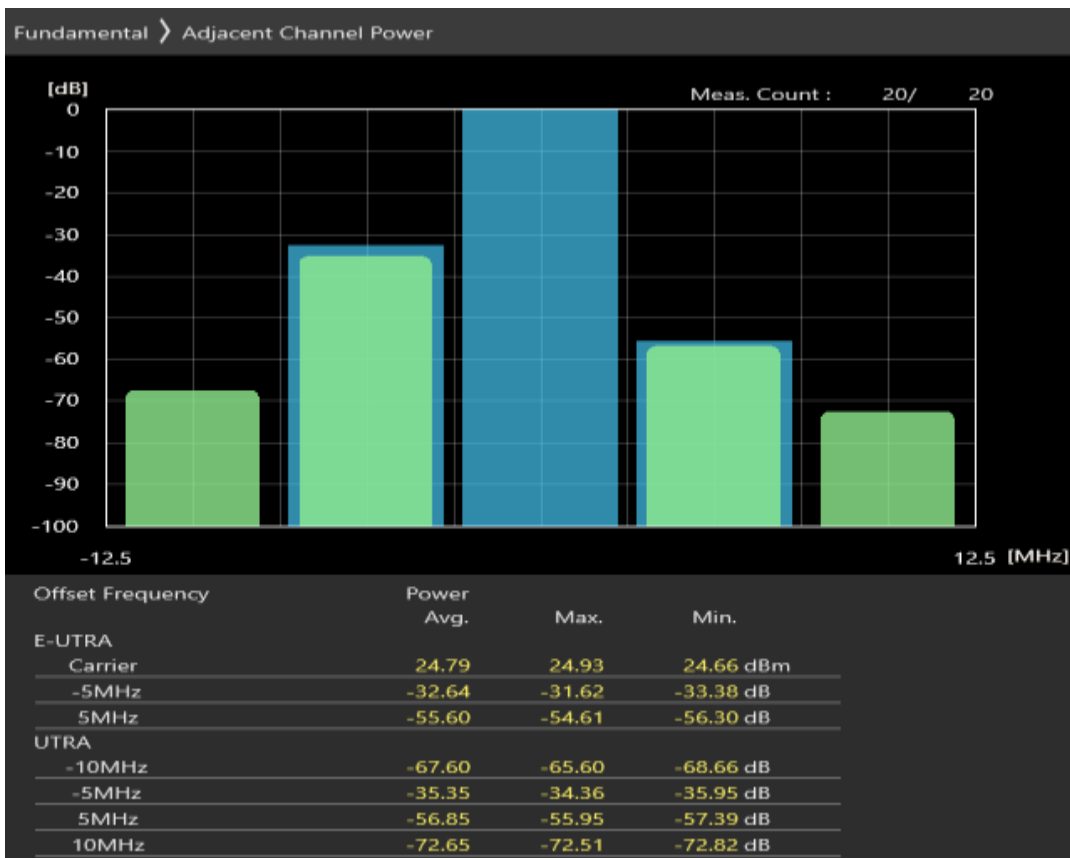 Fundamental ❯ Adjacent Channel Power
[dB]
Meas. Count : 20/ 20
0
-10
-20
-30
-40
-50
-60
-70
-80
-90
-100
-12.5 12.5 [MHz]
Offset Frequency Power
Avg. Max. Min.
E-UTRA
Carrier 24.79 24.93 24.66 dBm
-5MHz -32.64 -31.62 -33.38 dB
5MHz -55.60 -54.61 -56.30 dB
UTRA
-10MHz -67.60 -65.60 -68.66 dB
-5MHz -35.35 -34.36 -35.95 dB
5MHz -56.85 -55.95 -57.39 dB
10MHz -72.65 -72.51 -72.82 dB